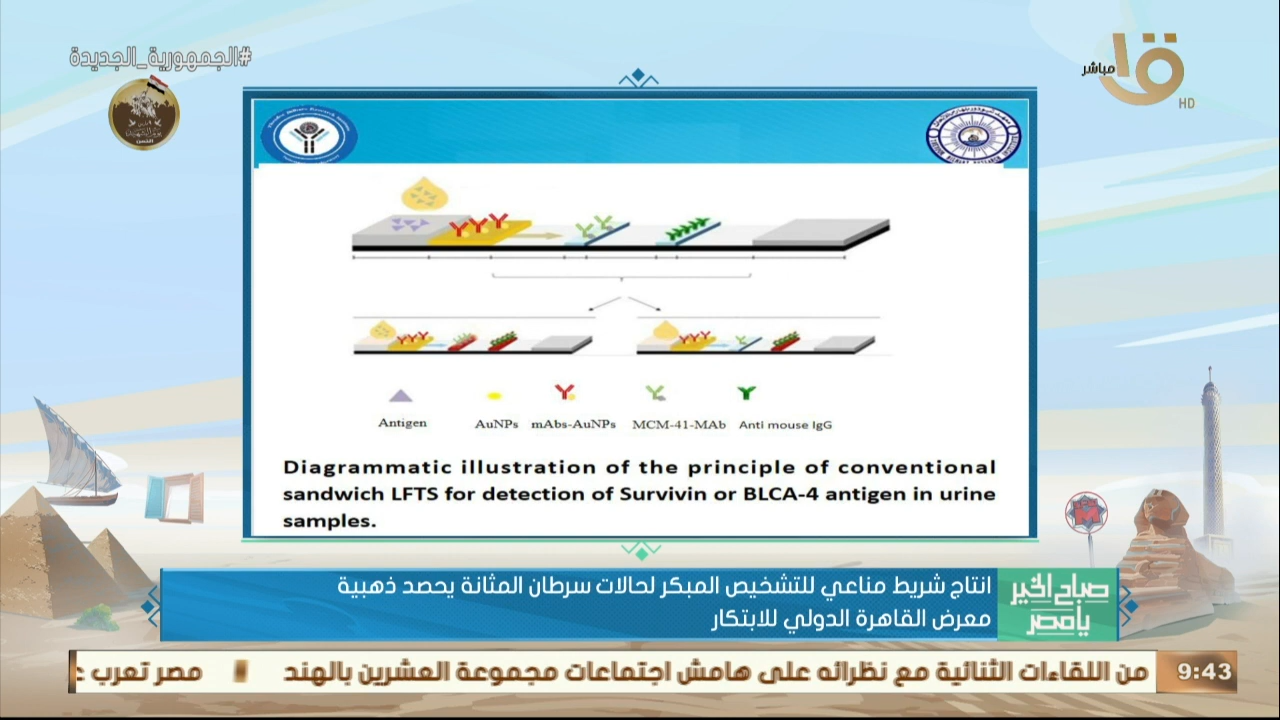 #الجمهورية_الجديدة
مباشر
HD
Antigen
AuNPs
mAbs-AuNPs
MCM-41-MAb
Anti mouse IgG
Diagrammatic illustration of the principle of conventional
sandwich LFTS for detection of Survivin or BLCA-4 antigen in urine
samples.
صباح الخير
يا مصر
انتاج شريط مناعي للتشخيص المبكر لحالات سرطان المثانة يحصد ذهبية
معرض القاهرة الدولي للابتكار
9:43
من اللقاءات الثنائية مع نظرائه على هامش اجتماعات مجموعة العشرين بالهند
مصر تعرب